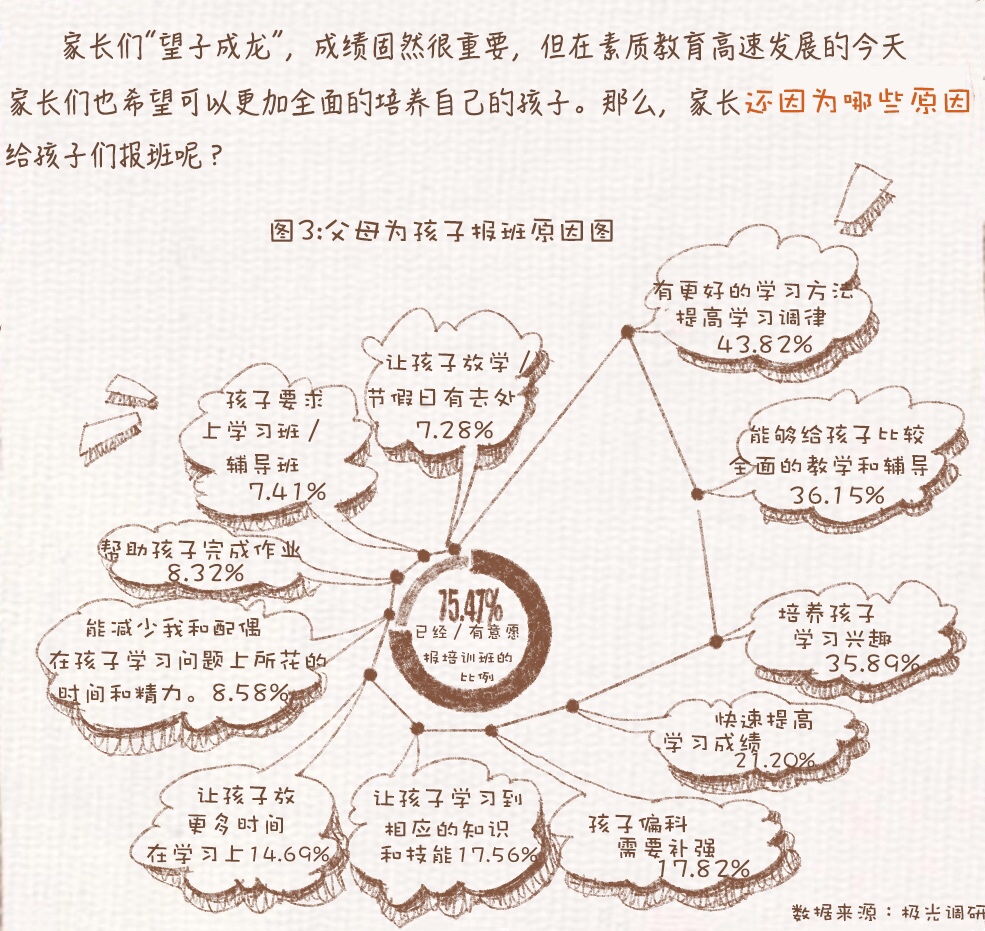 家长们“望子成龙”，成绩固然很重要，但在素质教育高速发展的今天
家长们也希望可以更加全面的培养自己的孩子。那么，家长还因为哪些原因
给孩子们报班呢？
图3:父母为孩子报班原因图
有更好的学习方法
提高学习调律
43.82%
让孩子放学/
节假日有去处
7.28%
孩子要求
上学习班/
辅导班
7.41%
能够给孩子比较
全面的教学和辅导
36.15%
帮助孩子完成作业
8.32%
75.47%
已经/有意愿
报培训班的
比例
能减少我和配偶
在孩子学习问题上所花的
时间和精力。8.58%
培养孩子
学习兴趣
35.89%
快速提高
学习成绩
21.20%
让孩子放
更多时间
在学习上14.69%
让孩子学习到
相应的知识
和技能17.56%
孩子偏科
需要补强
17.82%
数据来源：极光调研